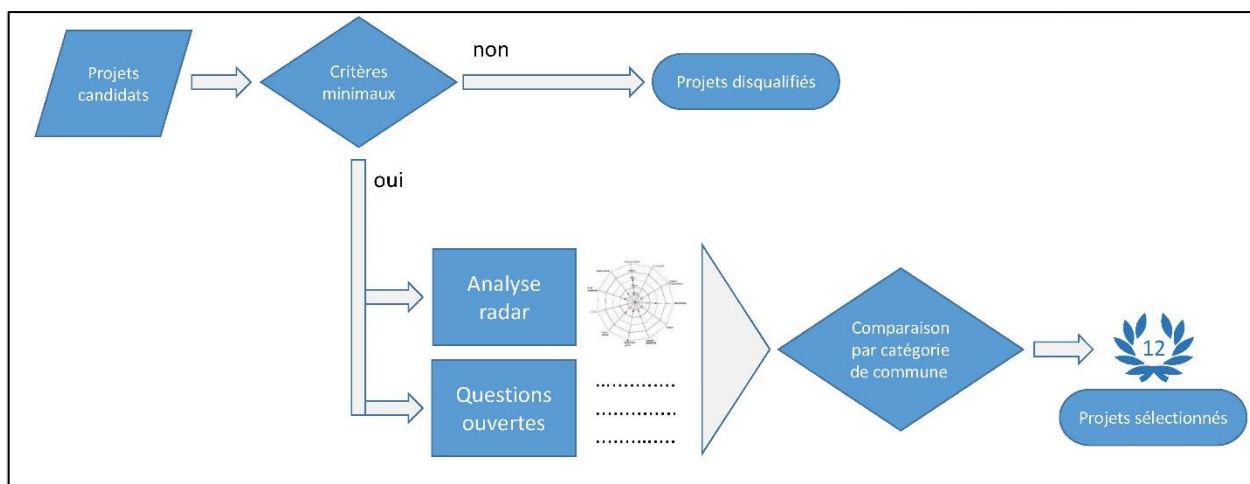 Projets
candidats
Critères
minimaux
non
Projets disqualifiés
oui
Analyse
radar
Questions
ouvertes
..............
..............
..............
Comparaison
par catégorie
de commune
12
Projets sélectionnés